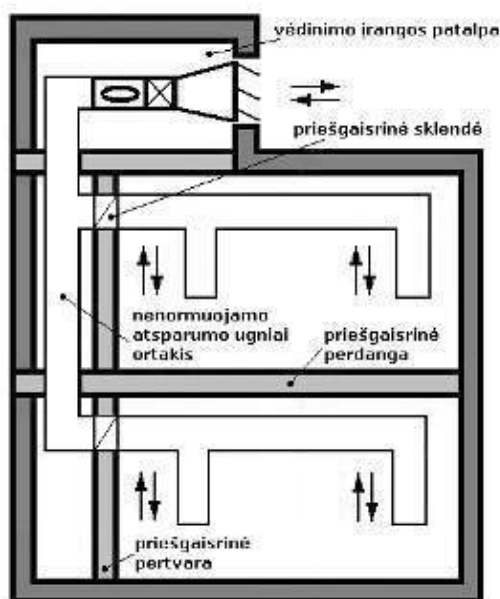 vėdinimo įrangos patalpa
priešgaisrinė sklendė
nenormuojamo
atsparumo ugniai
ortakis
priešgaisrinė
perdanga
priešgaisrinė
pertvara